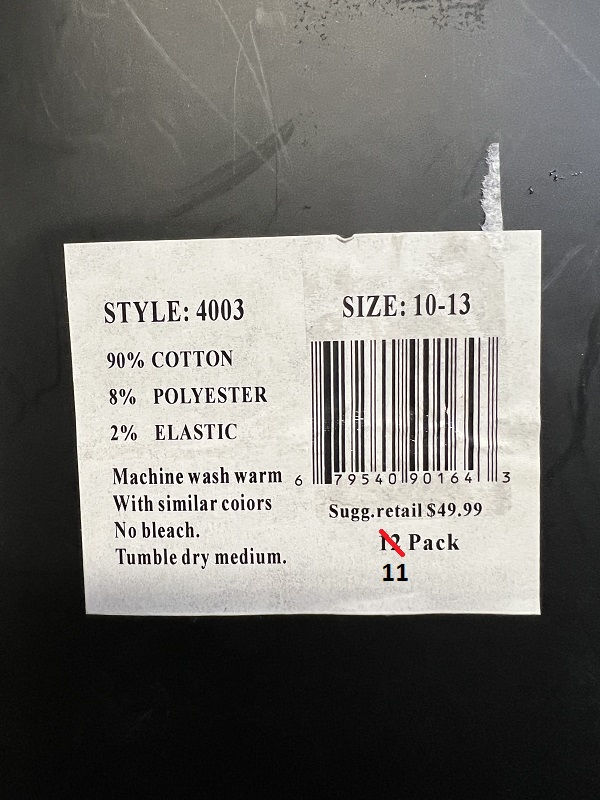 STYLE: 4003
90% COTTON
8% POLYESTER
2% ELASTIC
Machine wash warm
With similar coiors
No bleach.
Tumble dry medium.
SIZE: 10-13
6 79540 90164 3
Sugg.retail $49.99
12 Pack
11